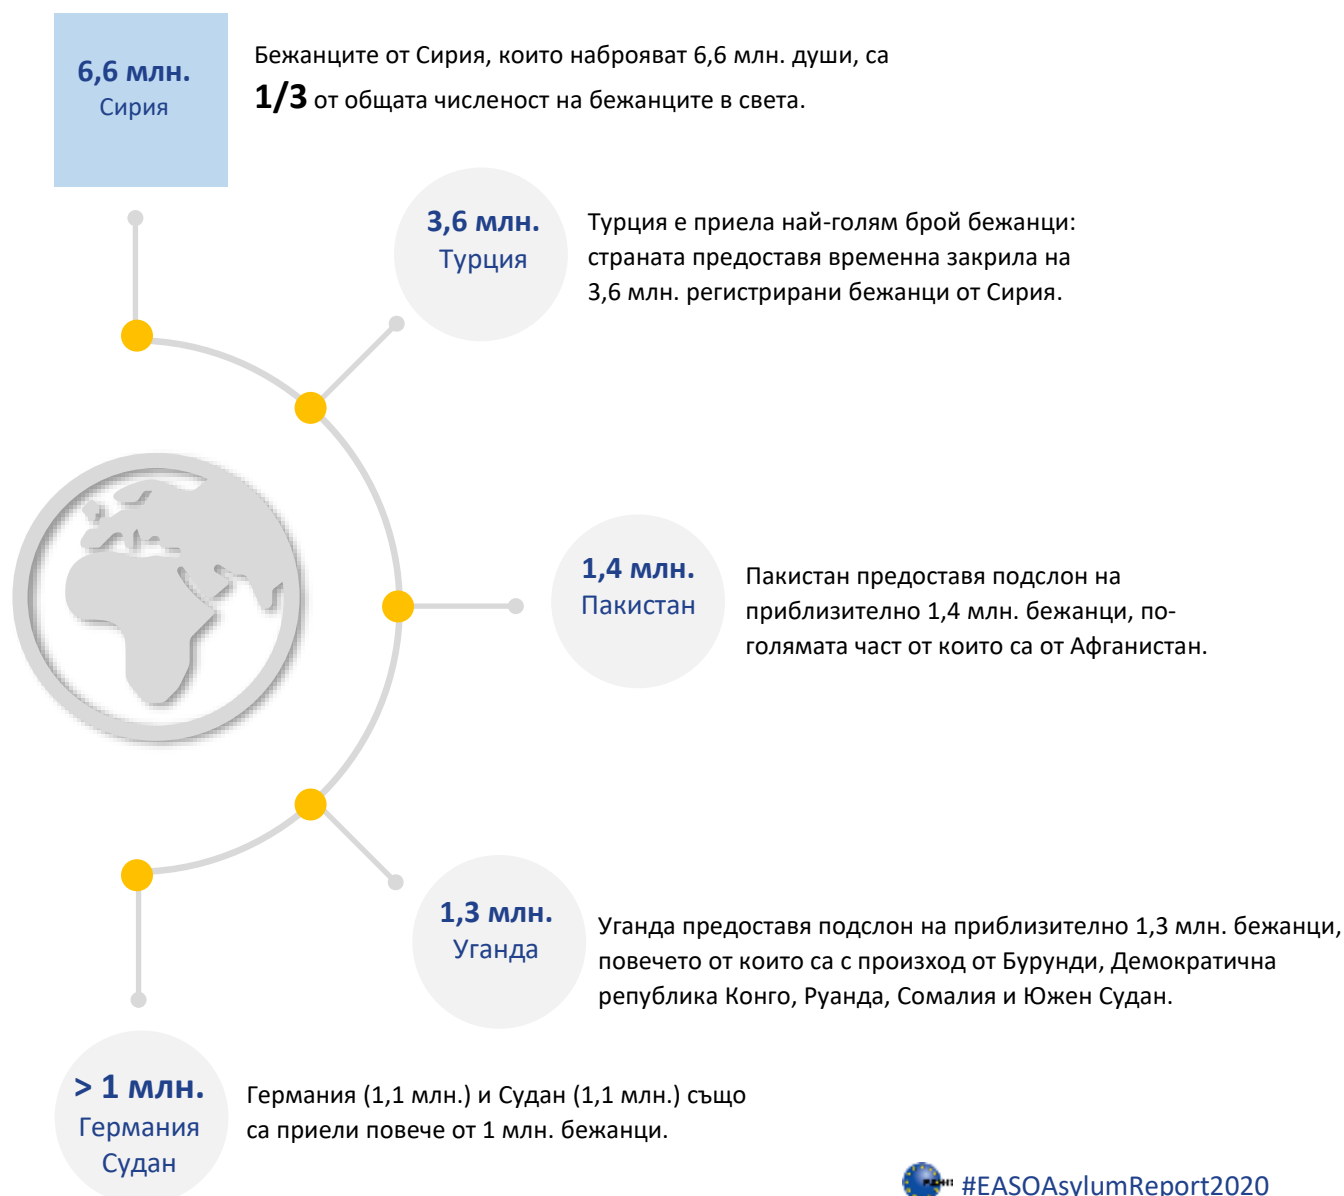 6,6 млн.
Сирия
Бежанците от Сирия, които наброяват 6,6 млн. души, са
1/3 от общата численост на бежанците в света.
3,6 млн.
Турция
Турция е приела най-голям брой бежанци:
страната предоставя временна закрила на
3,6 млн. регистрирани бежанци от Сирия.
1,4 млн.
Пакистан
Пакистан предоставя подслон на
приблизително 1,4 млн. бежанци, по-
голямата част от които са от Афганистан.
1,3 млн.
Уганда
Уганда предоставя подслон на приблизително 1,3 млн. бежанци,
повечето от които са с произход от Бурунди, Демократична
република Конго, Руанда, Сомалия и Южен Судан.
> 1 млн.
Германия
Судан
Германия (1,1 млн.) и Судан (1,1 млн.) също
са приели повече от 1 млн. бежанци.
#EASOAsylumReport2020